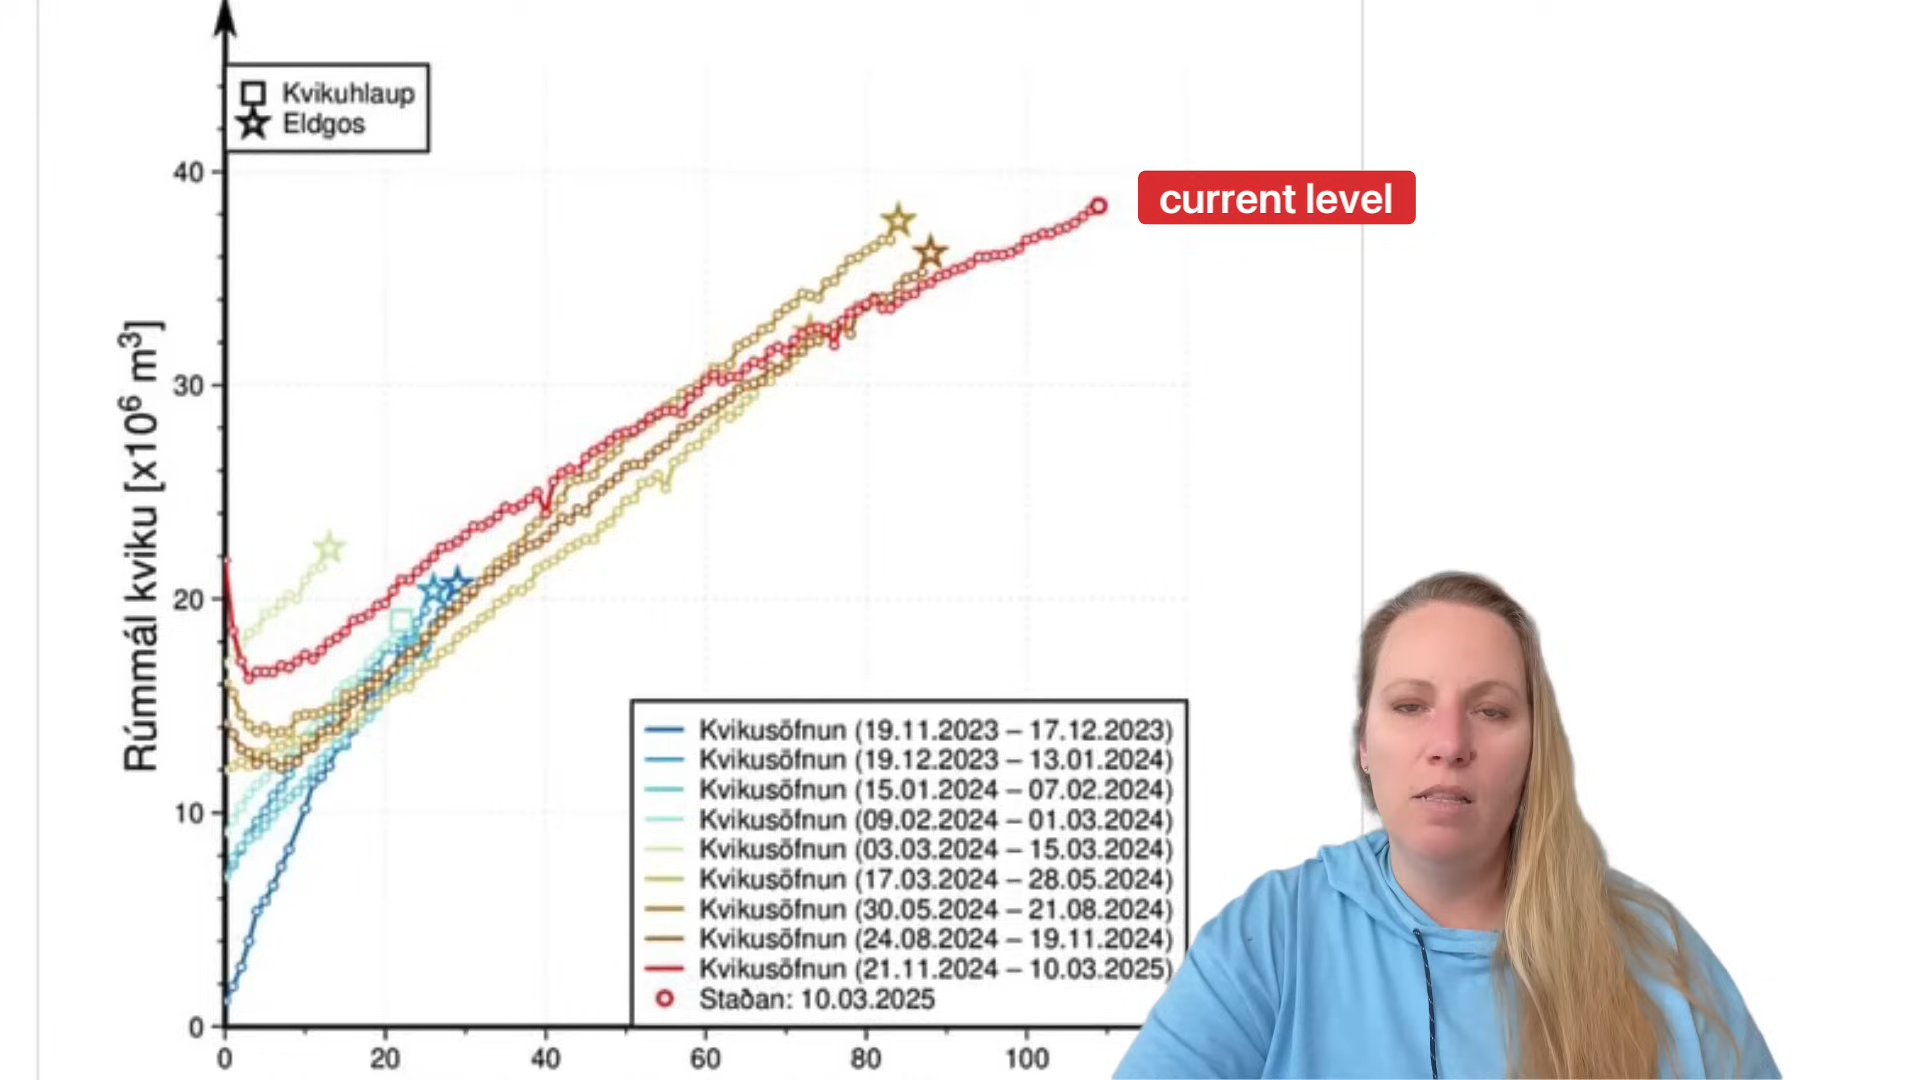 Kvikuhlaup
Eldgos
current level
Rúmmál kviku [x10⁶ m³]
40
30
20
10
0
Kvikusöfnun (19.11.2023 – 17.12.2023)
Kvikusöfnun (19.12.2023 – 13.01.2024)
Kvikusöfnun (15.01.2024 – 07.02.2024)
Kvikusöfnun (09.02.2024 – 01.03.2024)
Kvikusöfnun (03.03.2024 – 15.03.2024)
Kvikusöfnun (17.03.2024 – 28.05.2024)
Kvikusöfnun (30.05.2024 – 21.08.2024)
Kvikusöfnun (24.08.2024 – 19.11.2024)
Kvikusöfnun (21.11.2024 – 10.03.2025)
Staðan: 10.03.2025
0 20 40 60 80 100